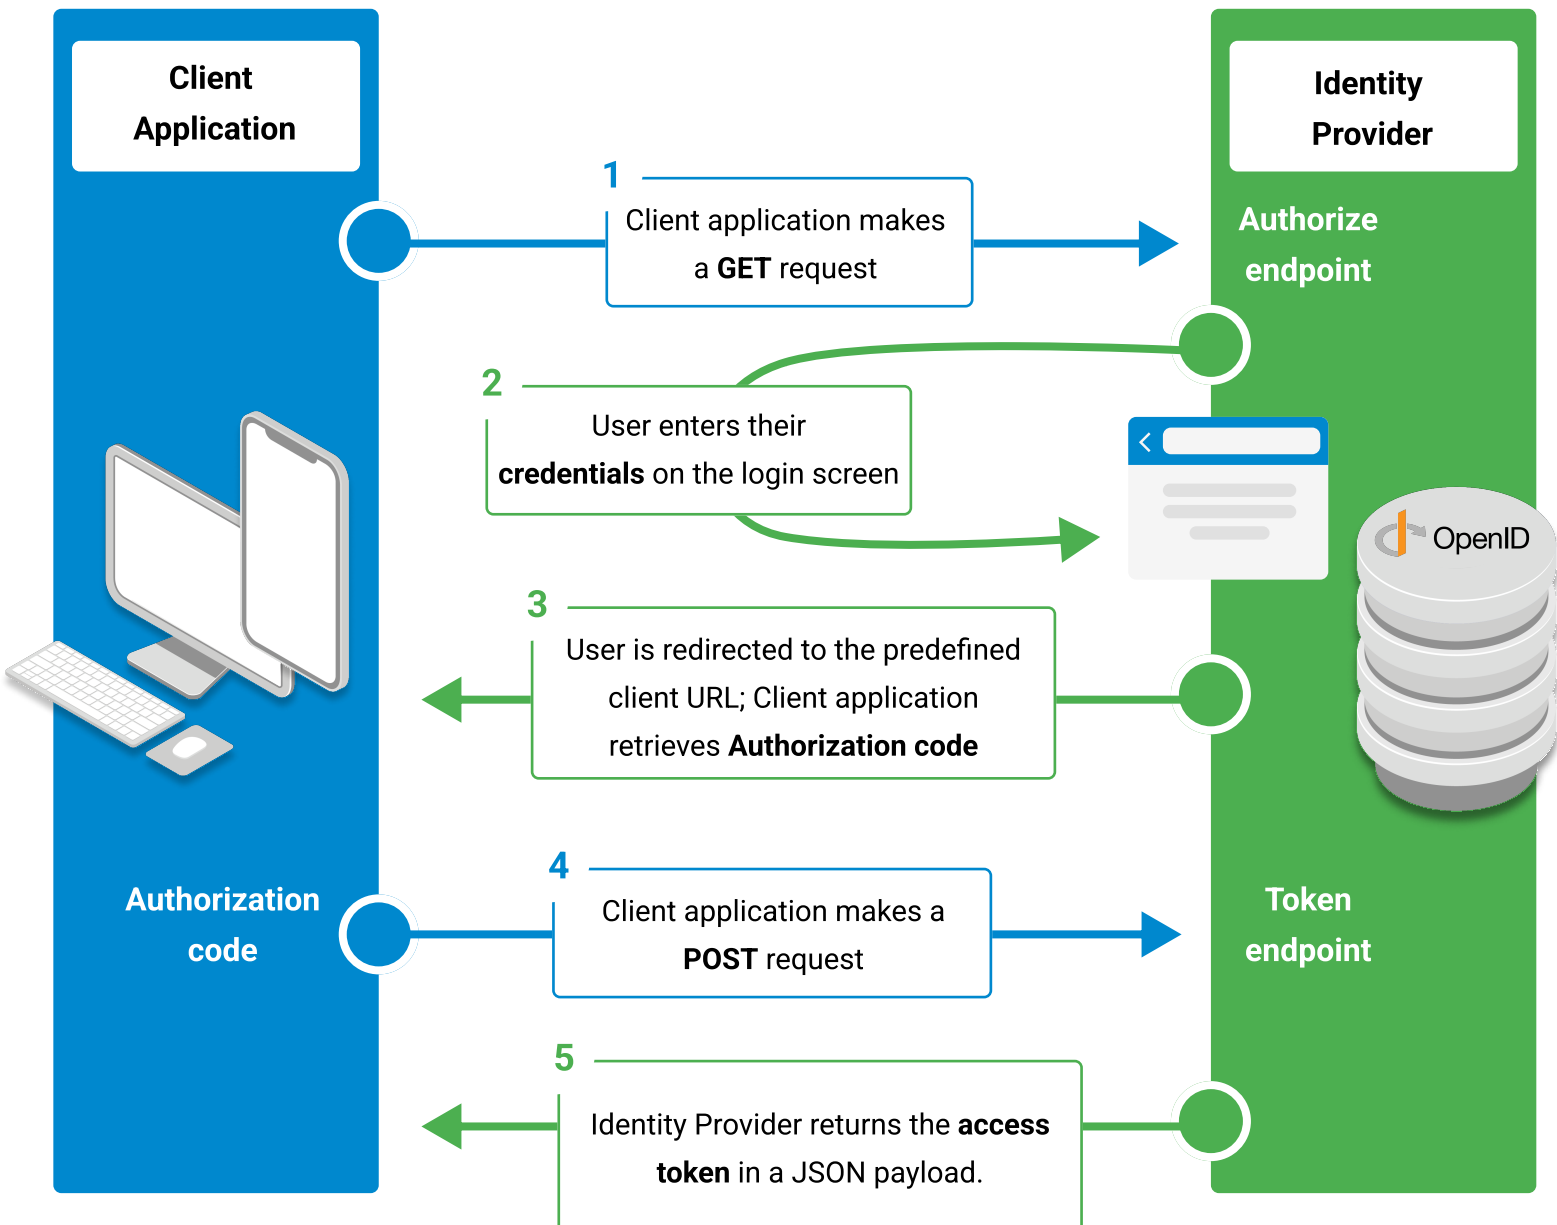 Client
Application
Identity
Provider
1
Client application makes
a GET request
Authorize
endpoint
2
User enters their
credentials on the login screen
OpenID
3
User is redirected to the predefined
client URL; Client application
retrieves Authorization code
Authorization
code
4
Client application makes a
POST request
Token
endpoint
5
Identity Provider returns the access
token in a JSON payload.